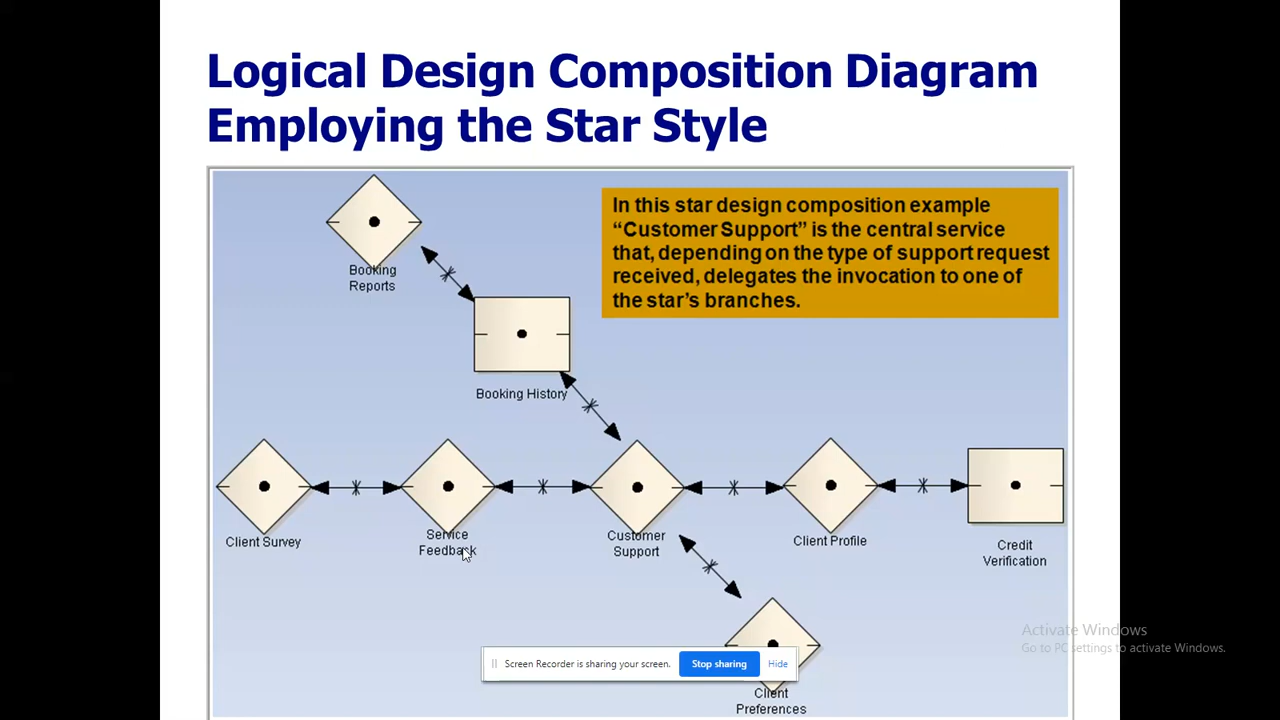 Logical Design Composition Diagram
Employing the Star Style
In this star design composition example
“Customer Support” is the central service
that, depending on the type of support request
received, delegates the invocation to one of
the star’s branches.
Booking
Reports
Booking History
Client Survey
Service
Feedback
Customer
Support
Client Profile
Credit
Verification
Activate Windows
Go to PC settings to activate Windows.
Screen Recorder is sharing your screen.
Stop sharing
Hide
Client
Preferences